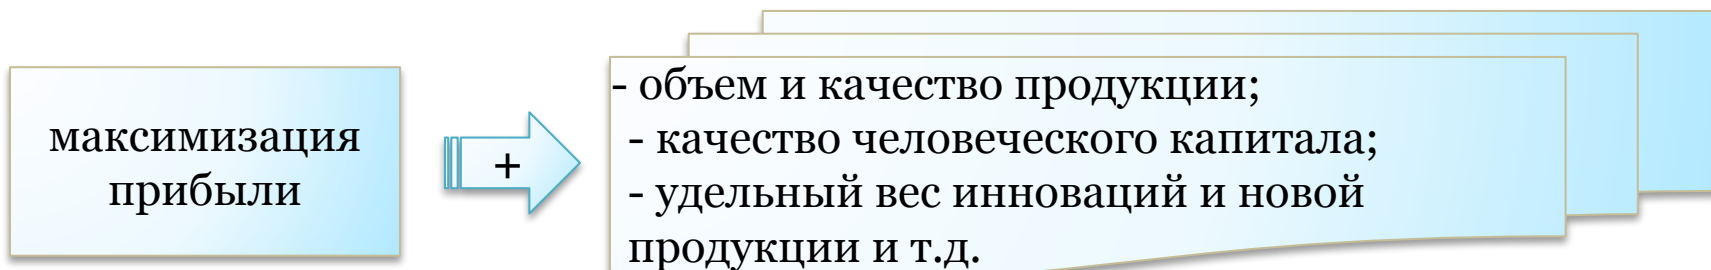 максимизация
прибыли
+
- объем и качество продукции;
- качество человеческого капитала;
- удельный вес инноваций и новой
продукции и т.д.